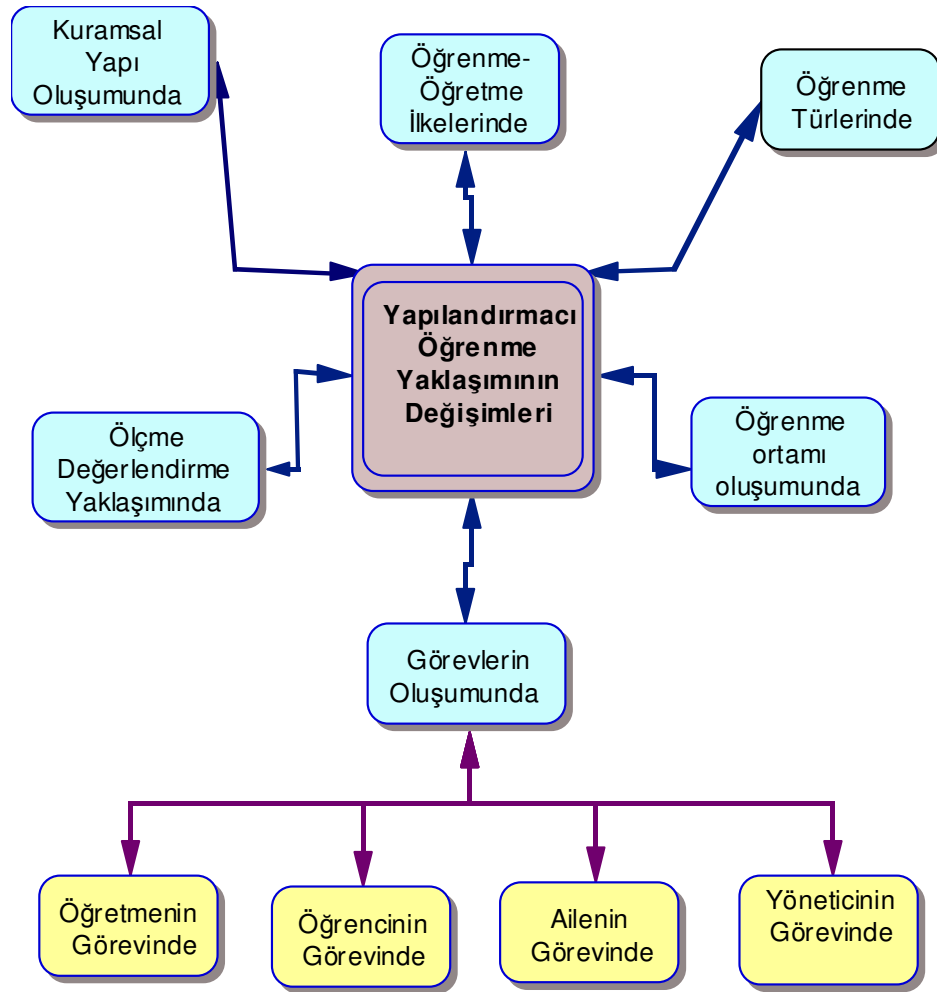 Kuramsal
Yapı
Oluşumunda
Öğrenme-
Öğretme
İlkelerinde
Öğrenme
Türlerinde
Yapılandırmacı
Öğrenme
Yaklaşımının
Değişimleri
Ölçme
Değerlendirme
Yaklaşımında
Öğrenme
ortamı
oluşumunda
Görevlerin
Oluşumunda
Öğretmenin
Görevinde
Öğrencinin
Görevinde
Ailenin
Görevinde
Yöneticinin
Görevinde